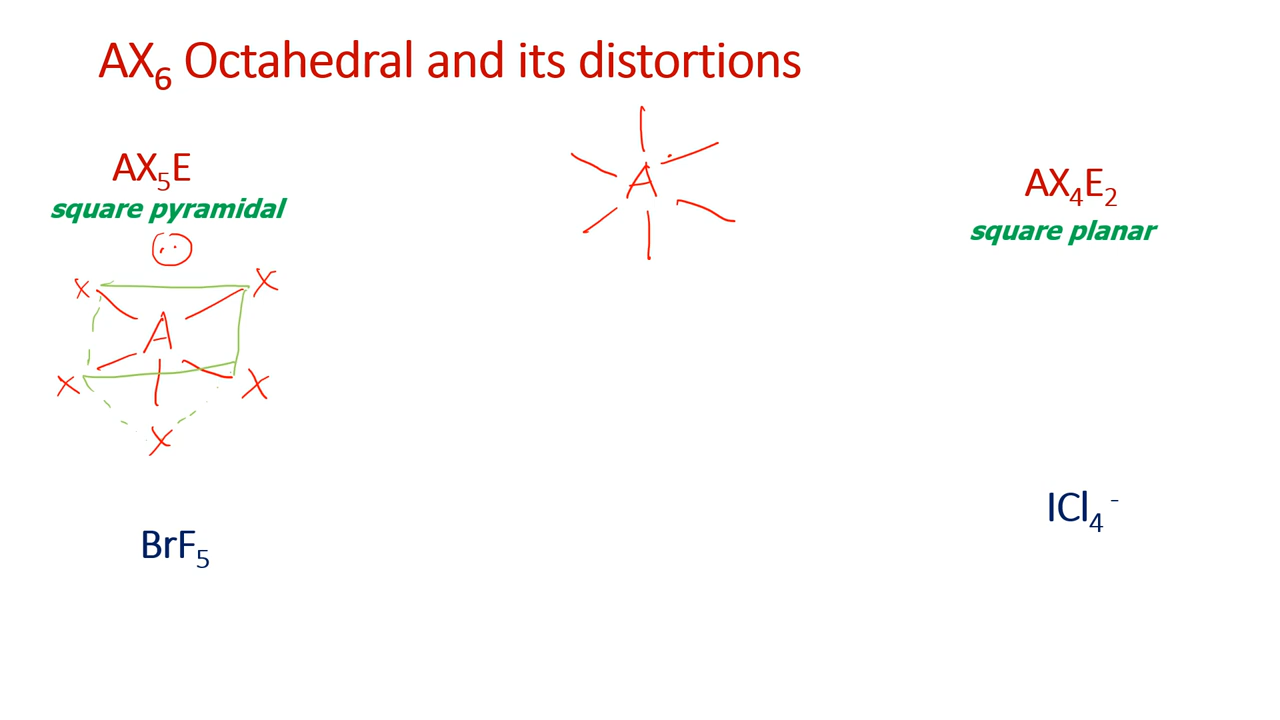 AX₆ Octahedral and its distortions
AX₅E
square pyramidal
X X
A
X X
X
BrF₅
A
AX₄E₂
square planar
ICl₄⁻